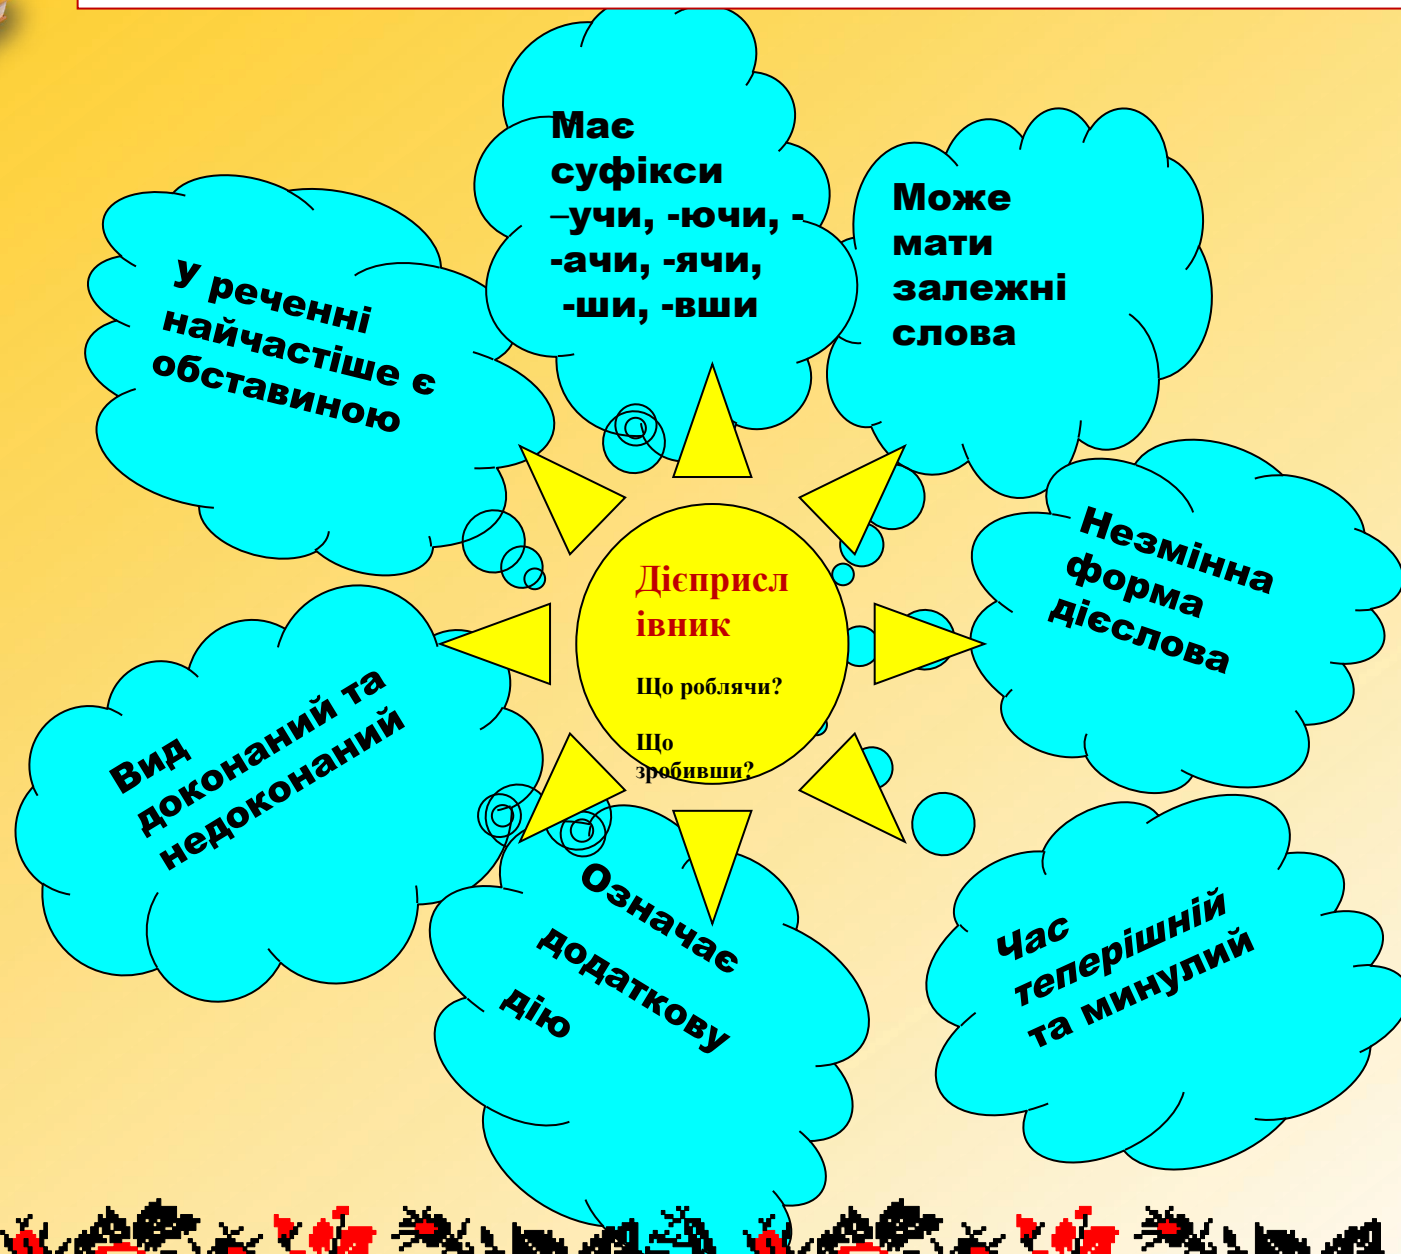 Має
суфікси
–учи, -ючи, -
-ачи, -ячи,
-ши, -вши
Може
мати
залежні
слова
У реченні
найчастіше є
обставиною
Незмінна
форма
дієслова
Дієприсл
івник
Що роблячи?
Що
зробивши?
Вид
доконаний та
недоконаний
Означає
додаткову
дію
Час
теперішній
та минулий